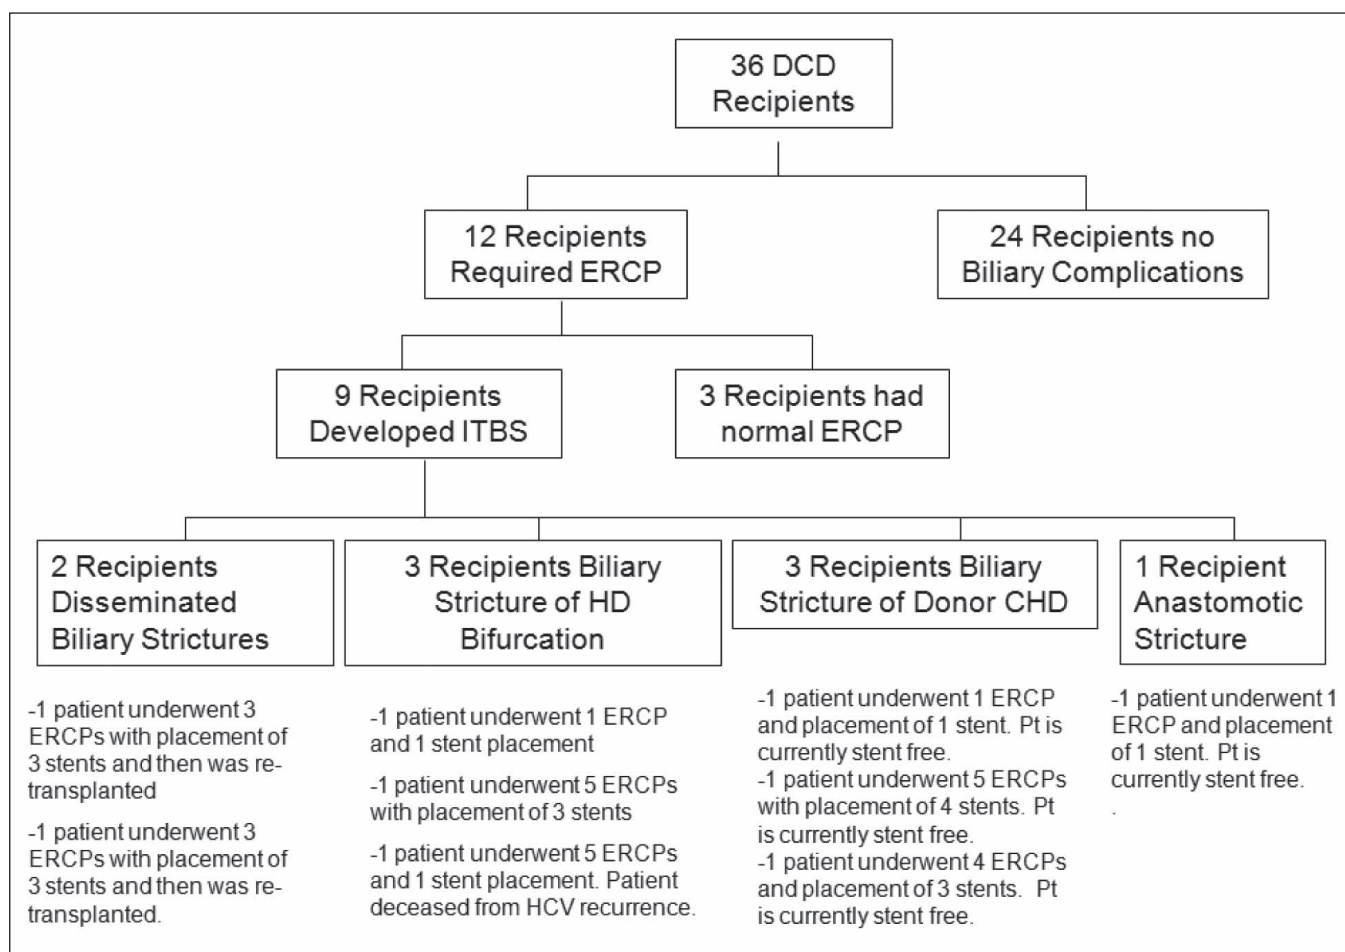 36 DCD
Recipients
12 Recipients
Required ERCP
24 Recipients no
Biliary Complications
9 Recipients
Developed ITBS
3 Recipients had
normal ERCP
2 Recipients
Disseminated
Biliary Strictures
3 Recipients Biliary
Stricture of HD
Bifurcation
3 Recipients Biliary
Stricture of Donor CHD
1 Recipient
Anastomotic
Stricture
-1 patient underwent 3
ERCPs with placement of
3 stents and then was re-
transplanted
-1 patient underwent 3
ERCPs with placement of
3 stents and then was re-
transplanted.
-1 patient underwent 1 ERCP
and 1 stent placement
-1 patient underwent 5 ERCPs
with placement of 3 stents
-1 patient underwent 5 ERCPs
and 1 stent placement. Patient
deceased from HCV recurrence.
-1 patient underwent 1 ERCP
and placement of 1 stent. Pt is
currently stent free.
-1 patient underwent 5 ERCPs
with placement of 4 stents. Pt
is currently stent free.
-1 patient underwent 4 ERCPs
and placement of 3 stents. Pt
is currently stent free.
-1 patient underwent 1
ERCP and placement
of 1 stent. Pt is
currently stent free.
.